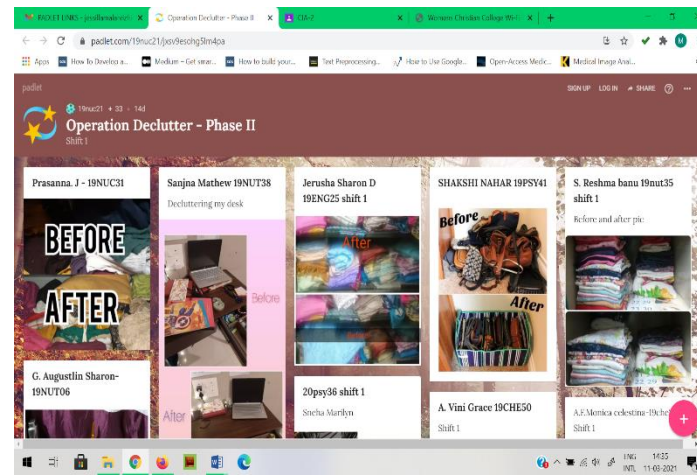 PADLET LINKS -
Operation Declutter - Phase II
CIA-2
Women's Christian College
padlet.com/19nuc21/jxsv9esohg5lm4pa
Apps
How To Develop a...
Medium – Get smar...
How to build your...
Text Preprocessing...
How to Use Google...
Open-Access Medic...
Medical Image Anal...
padlet
SIGN UP
LOG IN
SHARE
19nuc21 + 33 · 14d
Operation Declutter - Phase II
Shift 1
Prasanna. J - 19NUC31
BEFORE
AFTER
G. Augustlin Sharon-
19NUT06
Sanjna Mathew 19NUT38
Decluttering my desk
Before
After
Jerusha Sharon D
19ENG25 shift 1
After
20psy36 shift 1
Sneha Marilyn
SHAKSHI NAHAR 19PSY41
Before
After
A. Vini Grace 19CHE50
Shift 1
S. Reshma banu 19nut35
shift 1
Before and after pic
A.F.Monica celestina-19che
Shift 1
ENG
INTL
1435
11-03-2021